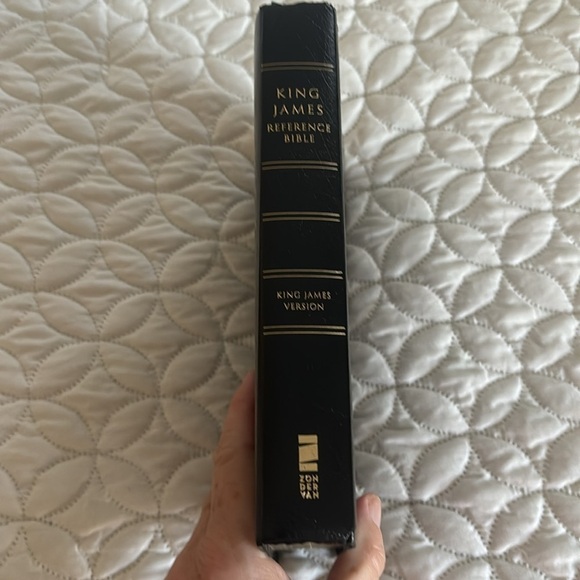 KING
JAMES
REFERENCE
BIBLE
KING JAMES
VERSION
ZON
DER
VAN